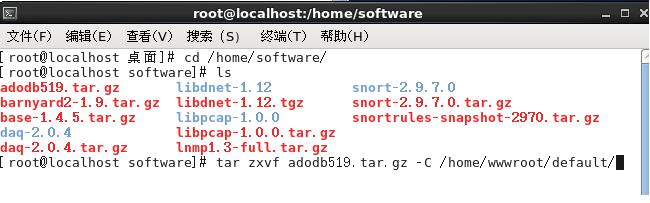 root@localhost:/home/software
文件(F) 编辑(E) 查看(V) 搜索 (S) 终端(T) 帮助(H)
[root@localhost 桌面]# cd /home/software/
[root@localhost software]# ls
adodb519.tar.gz libdnet-1.12 snort-2.9.7.0
barnyard2-1.9.tar.gz libdnet-1.12.tgz snort-2.9.7.0.tar.gz
base-1.4.5.tar.gz libpcap-1.0.0 snortrules-snapshot-2970.tar.gz
daq-2.0.4 libpcap-1.0.0.tar.gz
daq-2.0.4.tar.gz lnmp1.3-full.tar.gz
[root@localhost software]# tar zxvf adodb519.tar.gz -C /home/wwwroot/default/